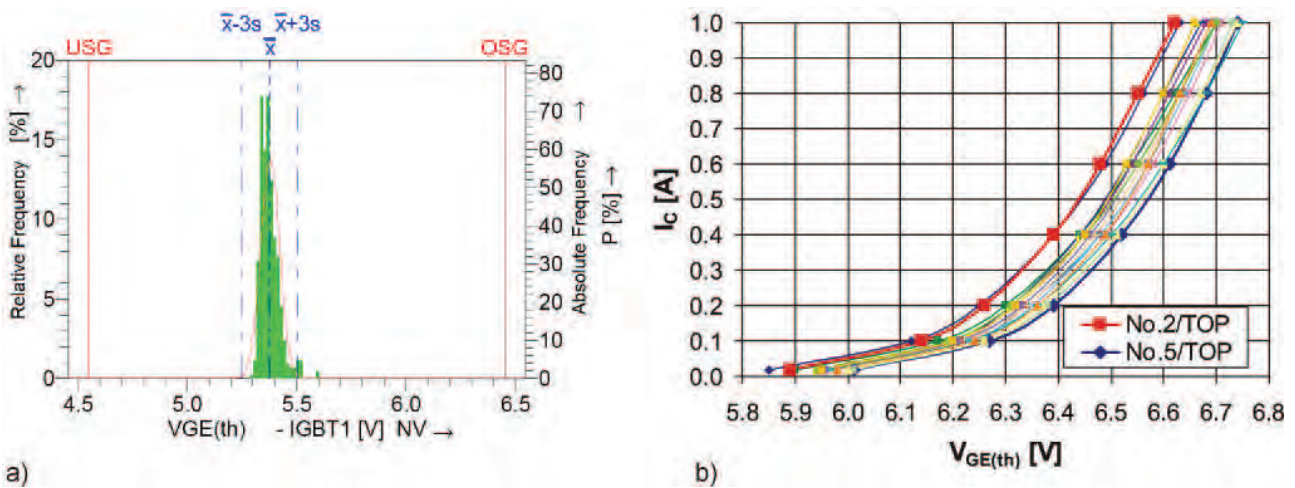 x̄-3s x̄+3s
x̄
USG OSG
20
15
10
5
0
Relative Frequency [%] →
80
70
60
50
40
30
20
10
0
Absolute Frequency →
P [%] →
4.5 5.0 5.5 6.0 6.5
VGE(th) - IGBT1 [V] NV →
a)
1.0
0.9
0.8
0.7
0.6
0.5
0.4
0.3
0.2
0.1
0.0
IC [A]
No.2/TOP
No.5/TOP
5.8 5.9 6.0 6.1 6.2 6.3 6.4 6.5 6.6 6.7 6.8
VGE(th) [V]
b)